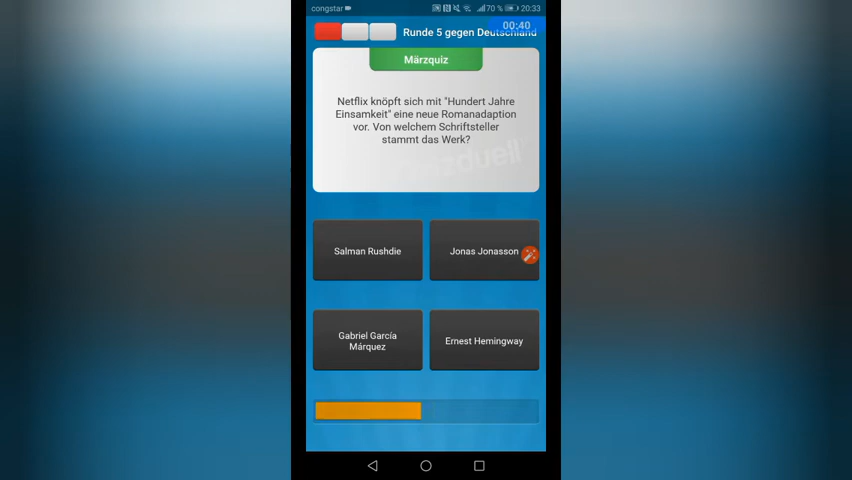 congstar
70 %
20:33
Runde 5 gegen Deutschland
00:40
Märzquiz
Netflix knöpft sich mit "Hundert Jahre
Einsamkeit" eine neue Romanadaption
vor. Von welchem Schriftsteller
stammt das Werk?
Salman Rushdie
Jonas Jonasson
Gabriel García
Márquez
Ernest Hemingway